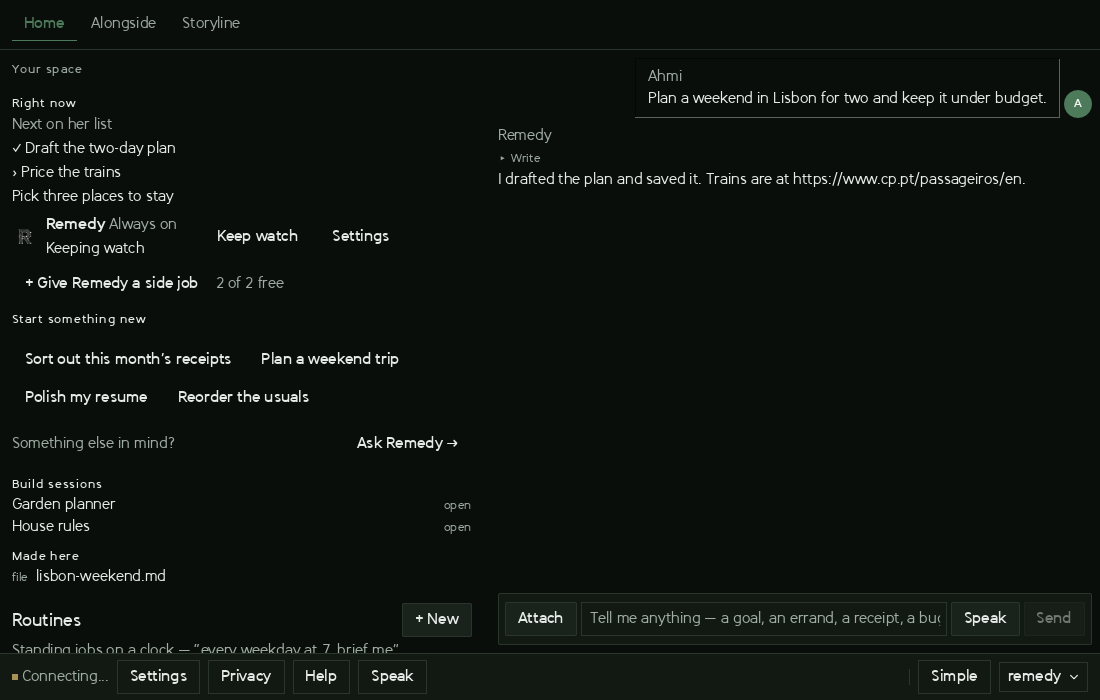 Home Alongside Storyline
Your space
Right now
Next on her list
✓ Draft the two-day plan
› Price the trains
Pick three places to stay
Remedy Always on
Keeping watch
Keep watch Settings
+ Give Remedy a side job 2 of 2 free
Start something new
Sort out this month's receipts Plan a weekend trip
Polish my resume Reorder the usuals
Something else in mind? Ask Remedy →
Build sessions
Garden planner open
House rules open
Made here
file lisbon-weekend.md
Routines + New
Standing jobs on a clock — "every weekday at 7, brief me"
Ahmi
Plan a weekend in Lisbon for two and keep it under budget.
A
Remedy
▸ Write
I drafted the plan and saved it. Trains are at https://www.cp.pt/passageiros/en.
Attach Tell me anything — a goal, an errand, a receipt, a bug Speak Send
Connecting... Settings Privacy Help Speak Simple remedy